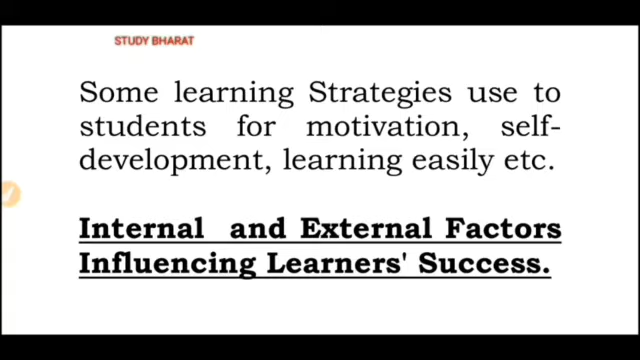 STUDY BHARAT
Some learning Strategies use to
students for motivation, self-
development, learning easily etc.
Internal and External Factors
Influencing Learners' Success.